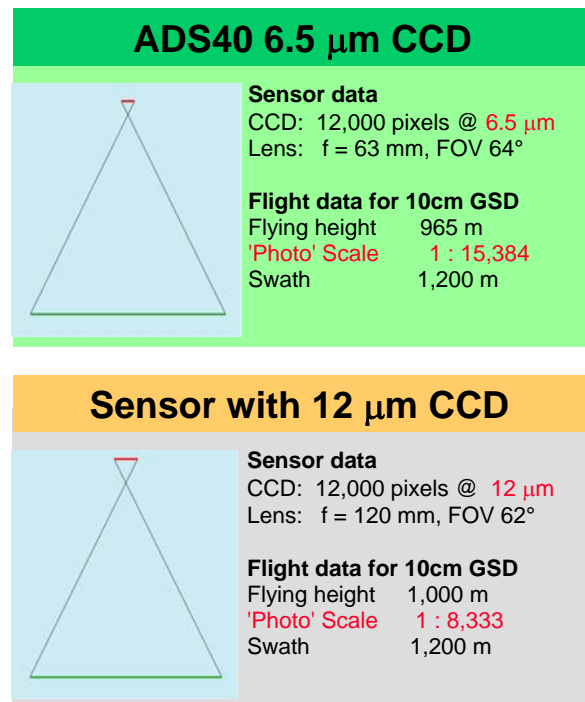 ADS40 6.5 μm CCD
Sensor data
CCD: 12,000 pixels @ 6.5 μm
Lens: f = 63 mm, FOV 64°
Flight data for 10cm GSD
Flying height 965 m
'Photo' Scale 1 : 15,384
Swath 1,200 m
Sensor with 12 μm CCD
Sensor data
CCD: 12,000 pixels @ 12 μm
Lens: f = 120 mm, FOV 62°
Flight data for 10cm GSD
Flying height 1,000 m
'Photo' Scale 1 : 8,333
Swath 1,200 m